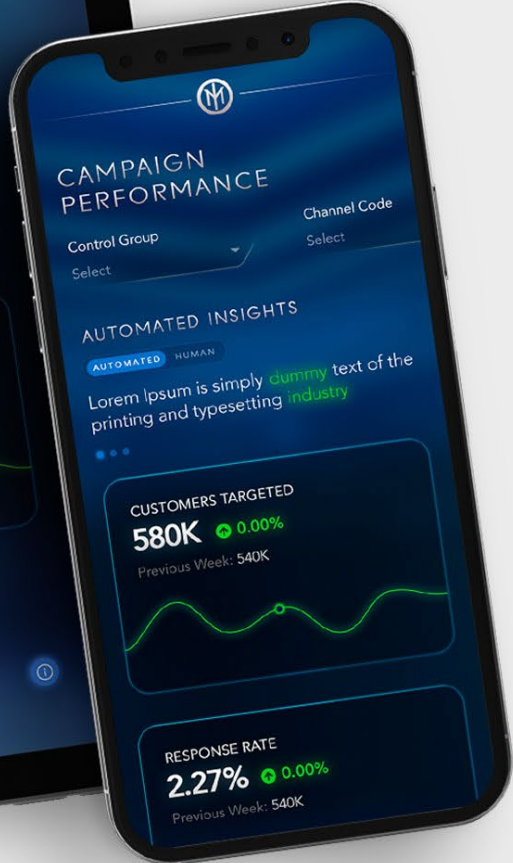 CAMPAIGN
PERFORMANCE
Control Group
Select
Channel Code
Select
AUTOMATED INSIGHTS
AUTOMATED
HUMAN
Lorem Ipsum is simply dummy text of the
printing and typesetting industry
CUSTOMERS TARGETED
580K 0.00%
Previous Week: 540K
RESPONSE RATE
2.27% 0.00%
Previous Week: 540K